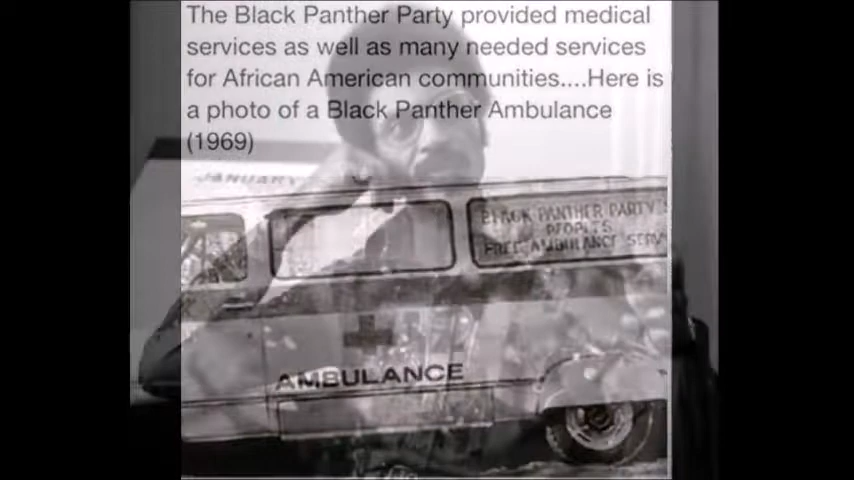 The Black Panther Party provided medical
services as well as many needed services
for African American communities....Here is
a photo of a Black Panther Ambulance
(1969)
JANUARY
BLACK PANTHER PARTY'S
PEOPLE'S
FREE AMBULANCE SERV
AMBULANCE